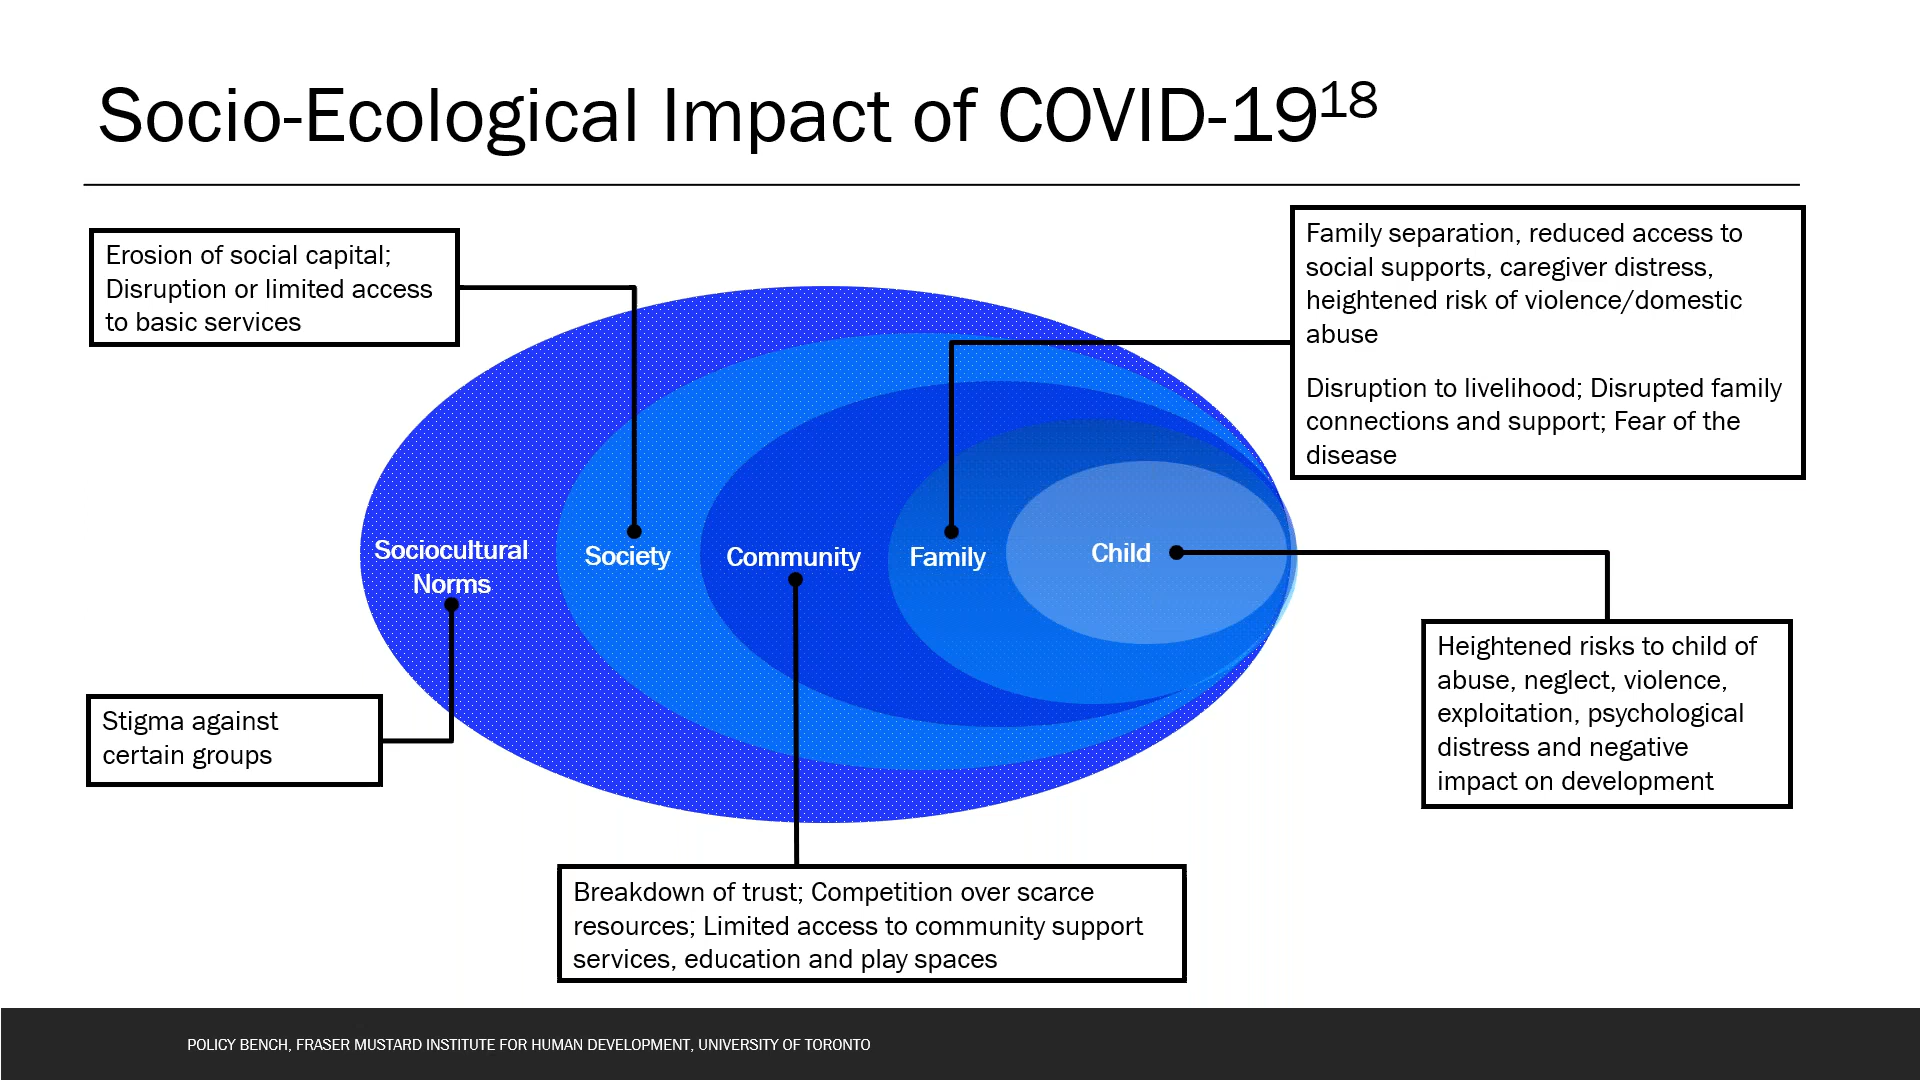 Socio-Ecological Impact of COVID-19¹⁸
Erosion of social capital;
Disruption or limited access
to basic services
Family separation, reduced access to
social supports, caregiver distress,
heightened risk of violence/domestic
abuse
Disruption to livelihood; Disrupted family
connections and support; Fear of the
disease
Sociocultural
Norms
Society
Community
Family
Child
Stigma against
certain groups
Heightened risks to child of
abuse, neglect, violence,
exploitation, psychological
distress and negative
impact on development
Breakdown of trust; Competition over scarce
resources; Limited access to community support
services, education and play spaces
POLICY BENCH, FRASER MUSTARD INSTITUTE FOR HUMAN DEVELOPMENT, UNIVERSITY OF TORONTO